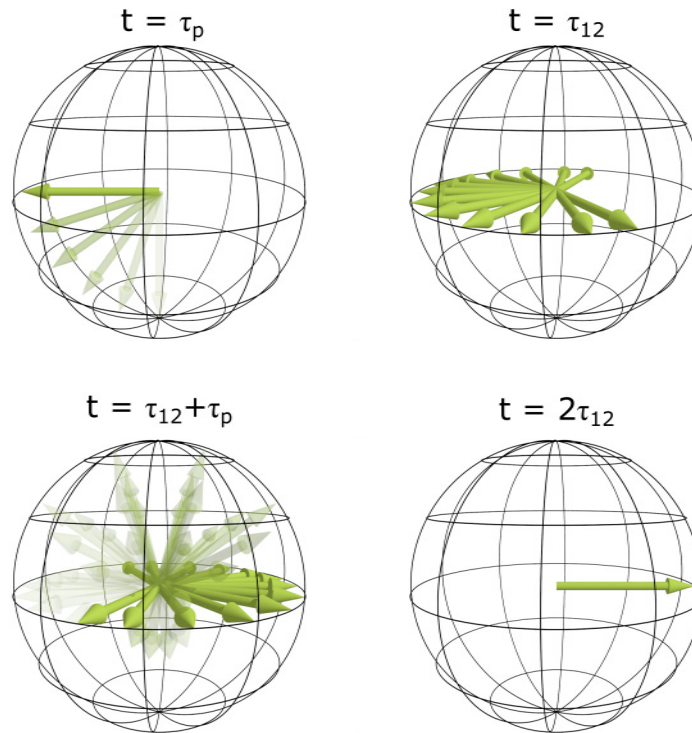 t = τₚ
t = τ₁₂
t = τ₁₂+τₚ
t = 2τ₁₂